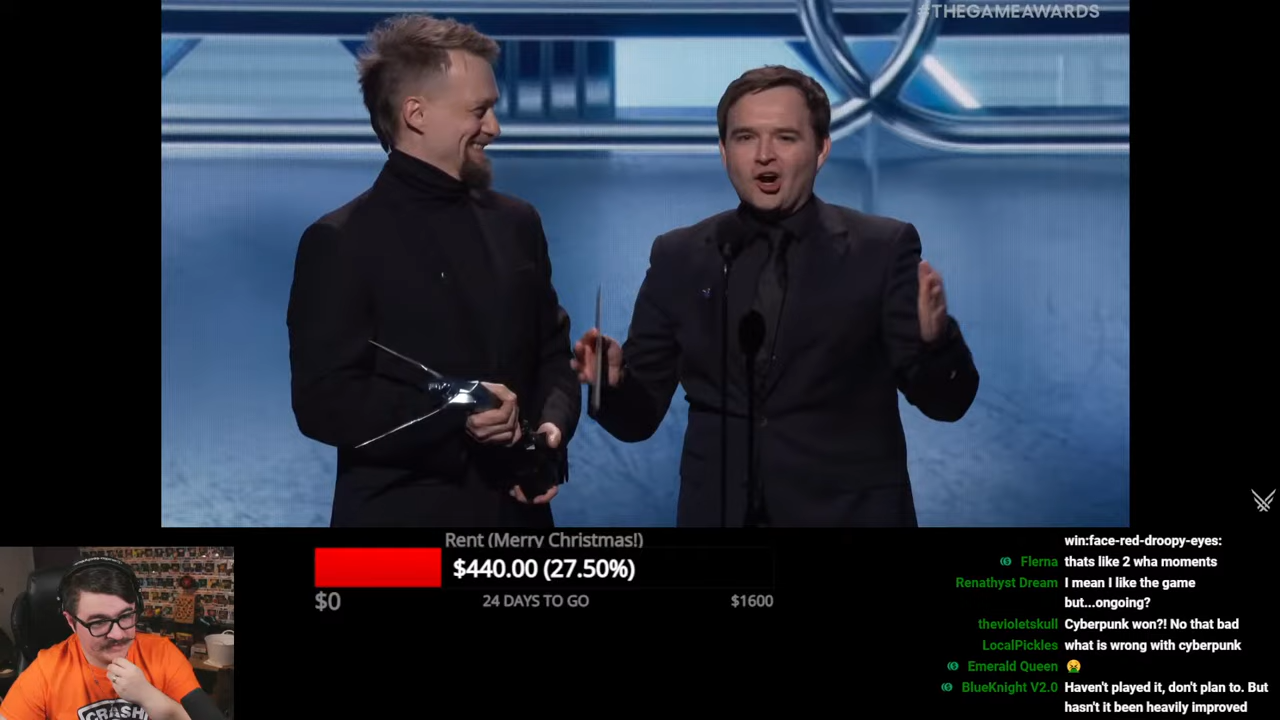 #THEGAMEAWARDS
Rent (Merry Christmas!)
$440.00 (27.50%)
$0
24 DAYS TO GO
$1600
CRASH
win:face-red-droopy-eyes:
Flerna thats like 2 wha moments
Renathyst Dream I mean I like the game
but...ongoing?
thevioletskull Cyberpunk won?! No that bad
LocalPickles what is wrong with cyberpunk
Emerald Queen
BlueKnight V2.0 Haven't played it, don't plan to. But
hasn't it been heavily improved